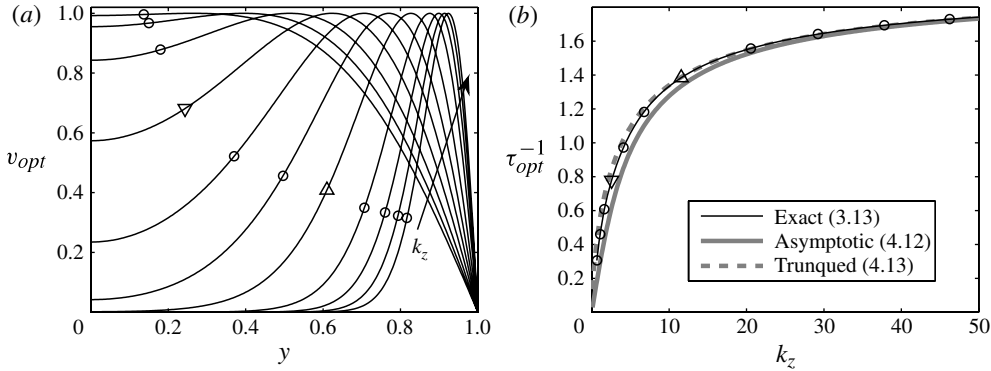 (a)
1.0
0.8
0.6
0.4
0.2
v_opt
k_z
0 0.2 0.4 0.6 0.8 1.0
y
(b)
1.6
1.4
1.2
1.0
0.8
0.6
0.4
0.2
τ_opt^−1
Exact (3.13)
Asymptotic (4.12)
Trunqued (4.13)
0 10 20 30 40 50
k_z